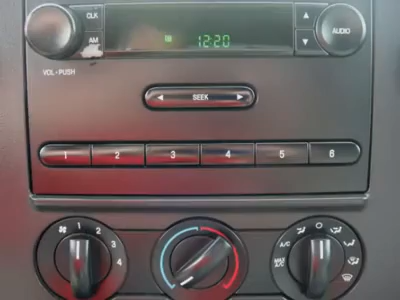 CLK
AM
12:20
AUDIO
VOL - PUSH
SEEK
1 2 3 4 5 6
1 2 3 4
A/C
MAX A/C
O